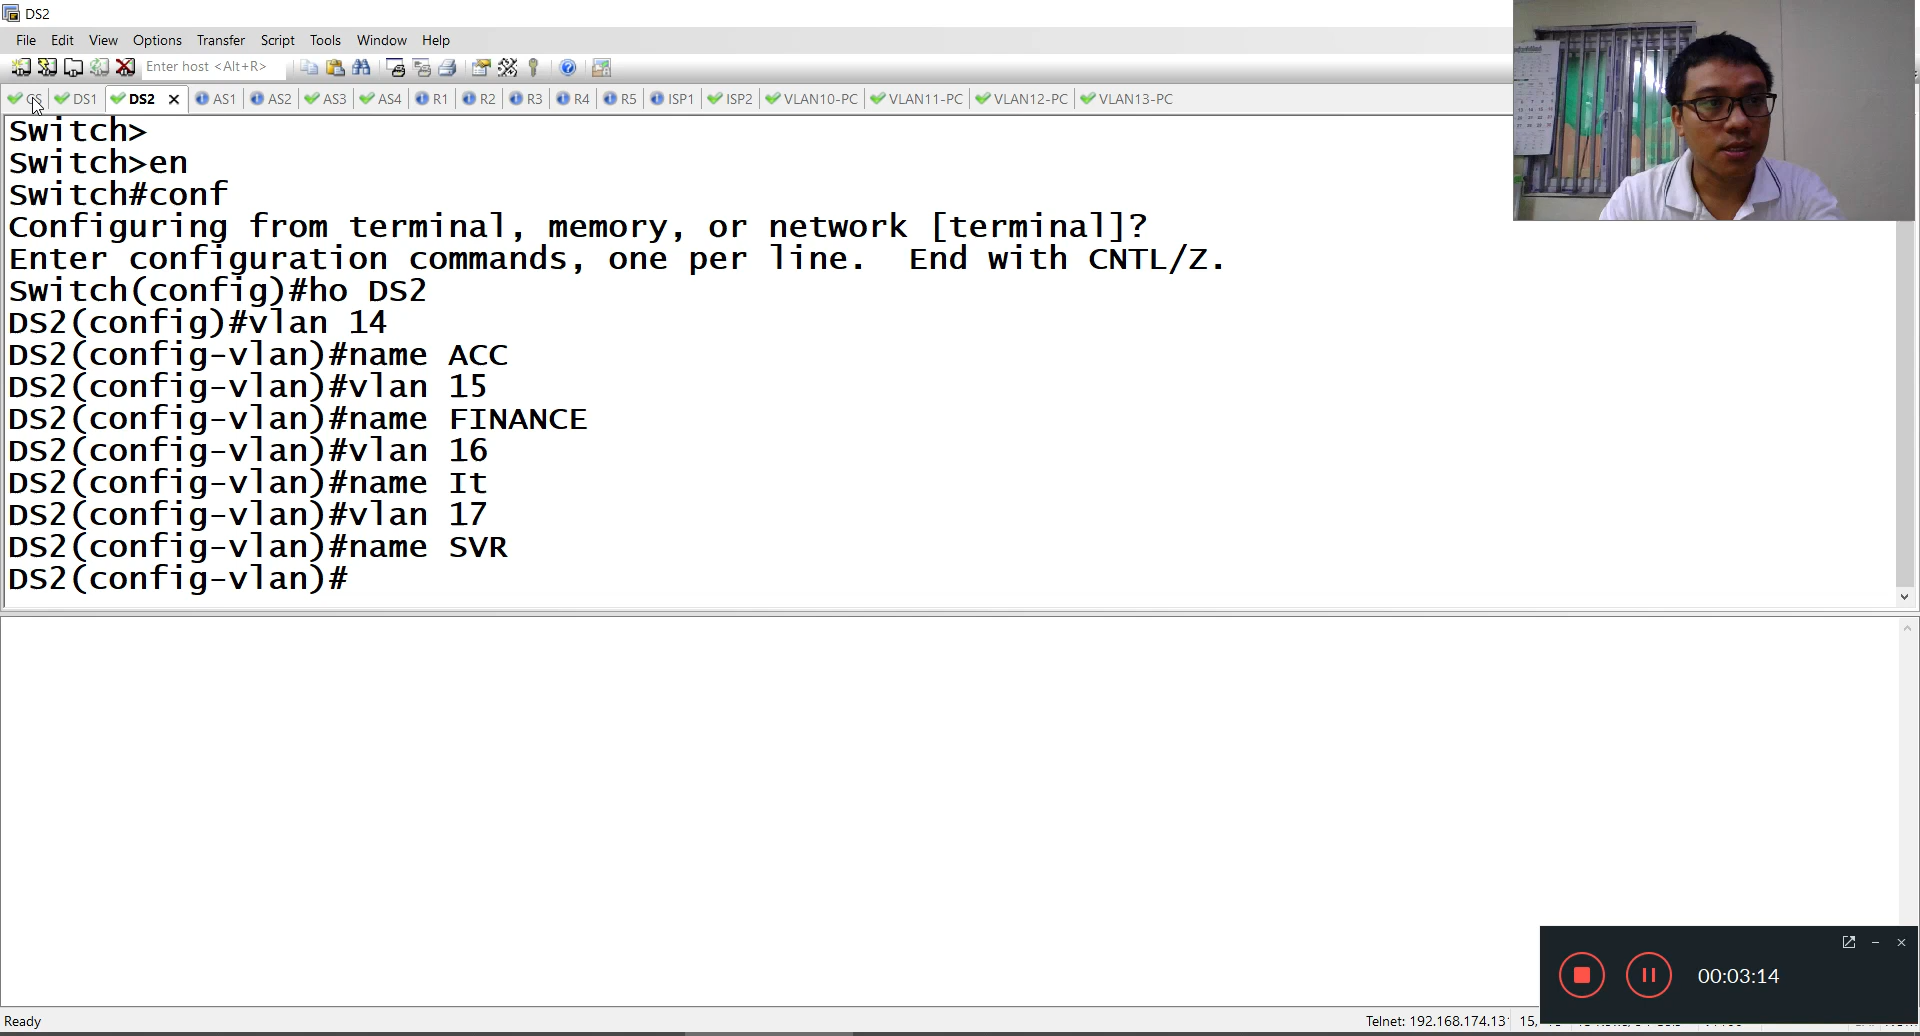 DS2
File Edit View Options Transfer Script Tools Window Help
Enter host <Alt+R>
CS DS1 DS2 AS1 AS2 AS3 AS4 R1 R2 R3 R4 R5 ISP1 ISP2 VLAN10-PC VLAN11-PC VLAN12-PC VLAN13-PC
Switch>
Switch>en
Switch#conf
Configuring from terminal, memory, or network [terminal]?
Enter configuration commands, one per line.  End with CNTL/Z.
Switch(config)#ho DS2
DS2(config)#vlan 14
DS2(config-vlan)#name ACC
DS2(config-vlan)#vlan 15
DS2(config-vlan)#name FINANCE
DS2(config-vlan)#vlan 16
DS2(config-vlan)#name It
DS2(config-vlan)#vlan 17
DS2(config-vlan)#name SVR
DS2(config-vlan)#
00:03:14
Ready Telnet: 192.168.174.13 15,